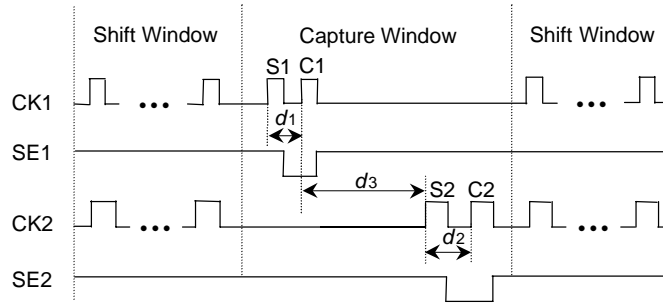 Shift Window Capture Window Shift Window
S1 C1
CK1 ... ...
d1
SE1
d3
S2 C2
CK2 ... ...
d2
SE2